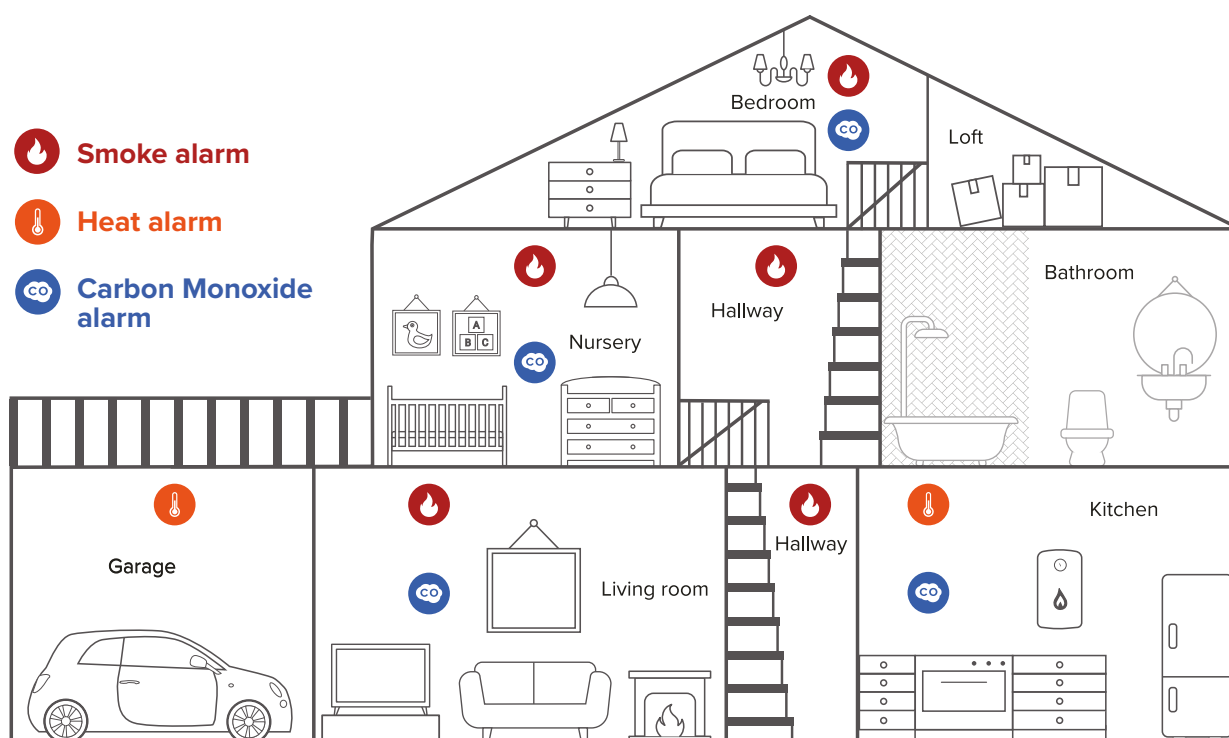 Smoke alarm
Heat alarm
CO
Carbon Monoxide
alarm
Bedroom
CO
Loft
A
B C
Nursery
CO
Hallway
Bathroom
Garage
CO
Living room
Hallway
Kitchen
CO